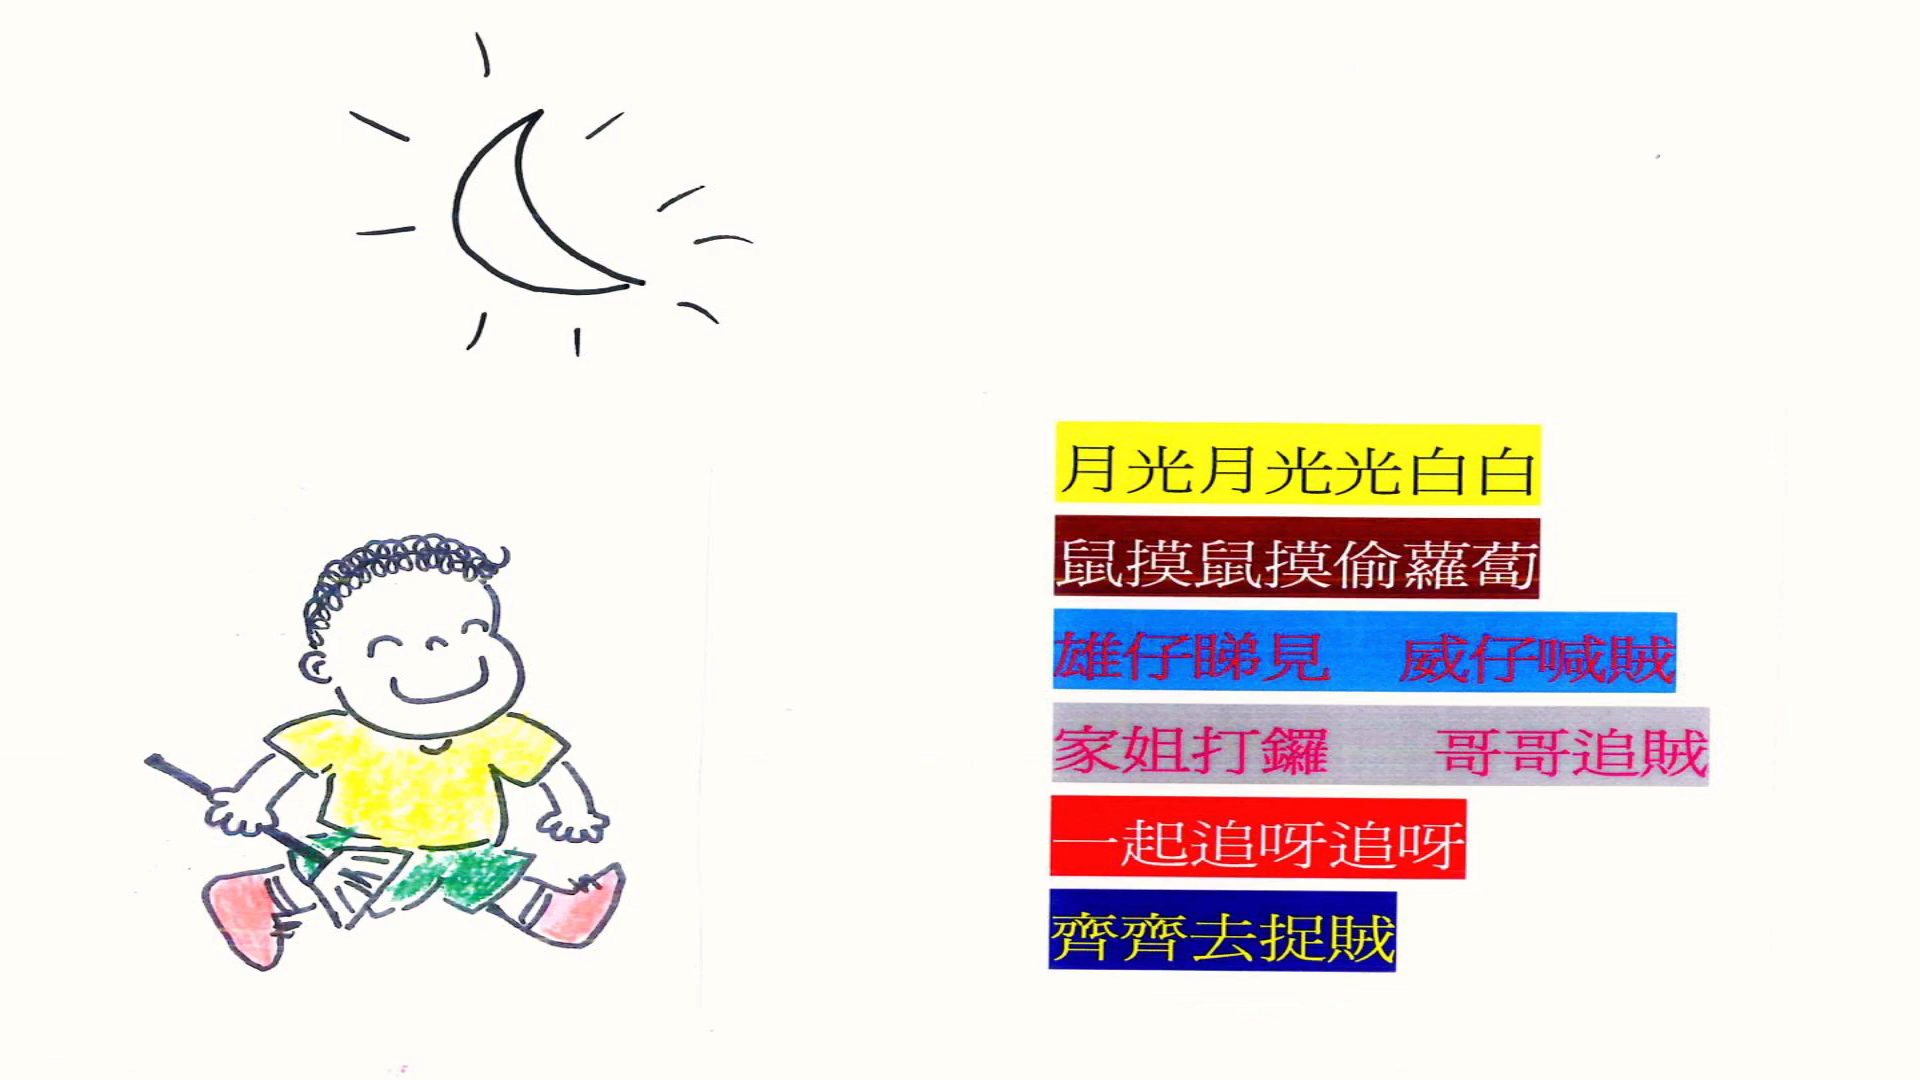 月光月光光白白
鼠摸鼠摸偷蘿蔔
雄仔睇見 威仔喊賊
家姐打鑼 哥哥追賊
一起追呀追呀
齊齊去捉賊